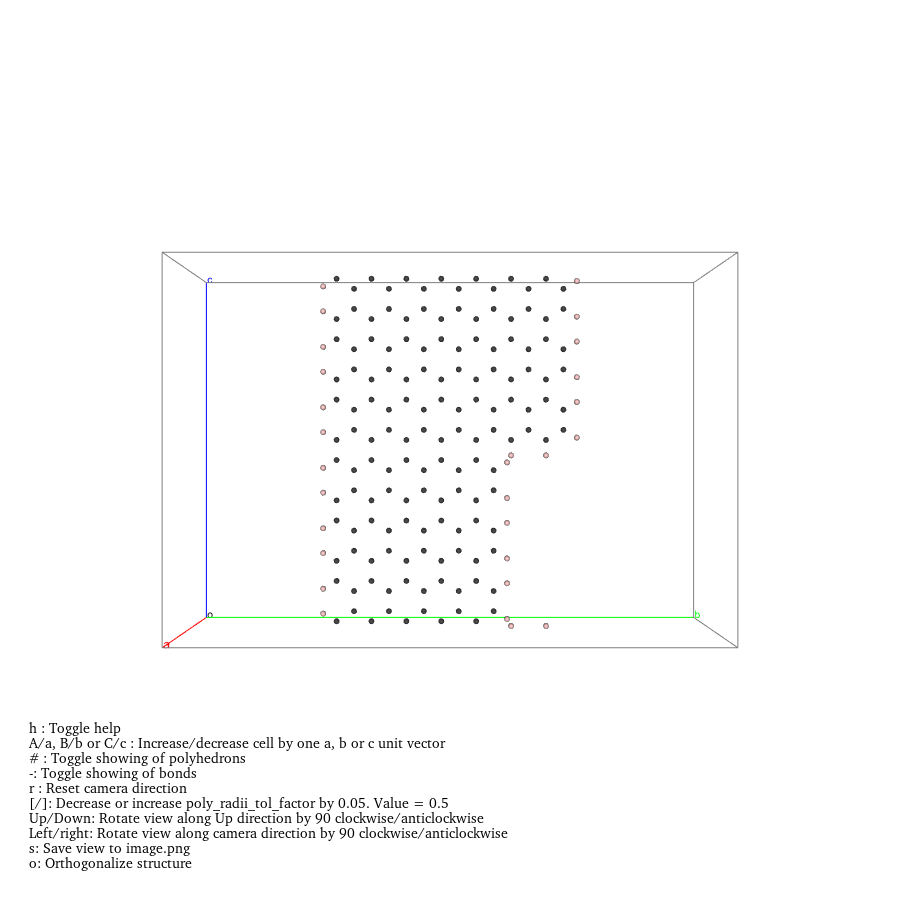 c
o
b
a
h : Toggle help
A/a, B/b or C/c : Increase/decrease cell by one a, b or c unit vector
# : Toggle showing of polyhedrons
-: Toggle showing of bonds
r : Reset camera direction
[/]: Decrease or increase poly_radii_tol_factor by 0.05. Value = 0.5
Up/Down: Rotate view along Up direction by 90 clockwise/anticlockwise
Left/right: Rotate view along camera direction by 90 clockwise/anticlockwise
s: Save view to image.png
o: Orthogonalize structure